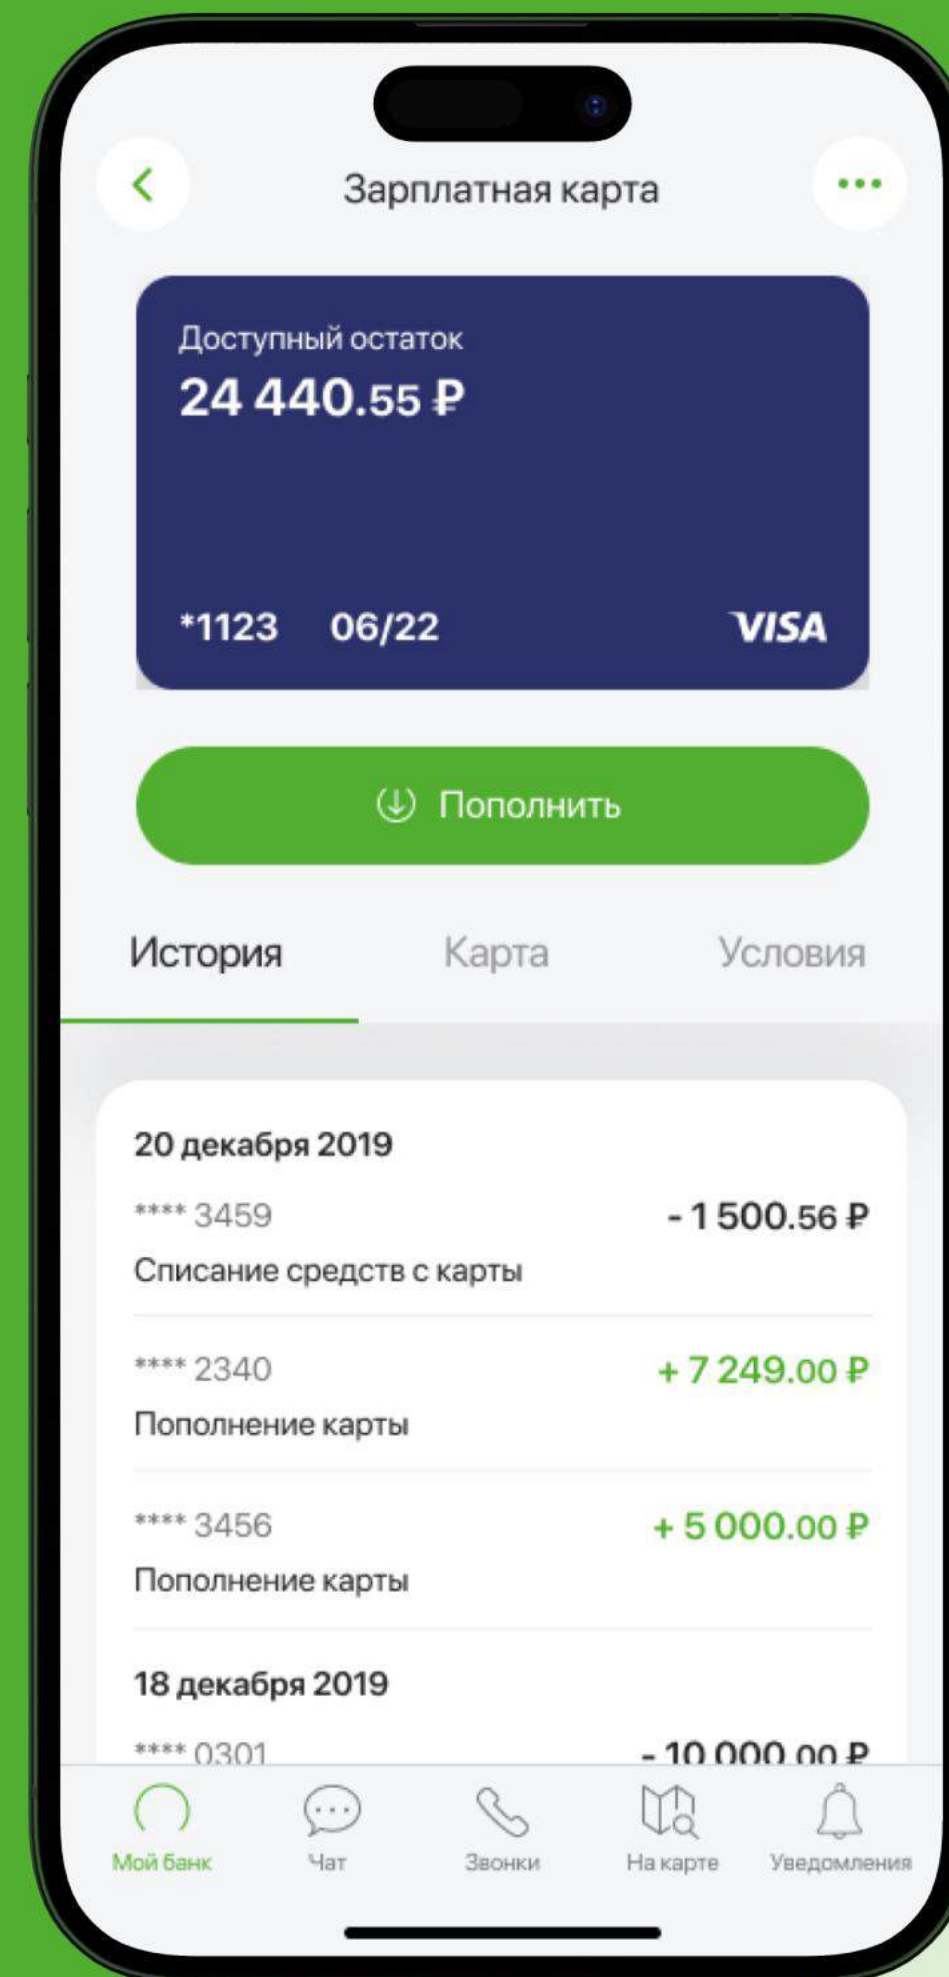 Зарплатная карта
Доступный остаток
24 440.55 ₽
*1123 06/22 VISA
Пополнить
История Карта Условия
20 декабря 2019
**** 3459 - 1 500.56 ₽
Списание средств с карты
**** 2340 + 7 249.00 ₽
Пополнение карты
**** 3456 + 5 000.00 ₽
Пополнение карты
18 декабря 2019
**** 0301 - 10 000.00 ₽
Мой банк Чат Звонки На карте Уведомления